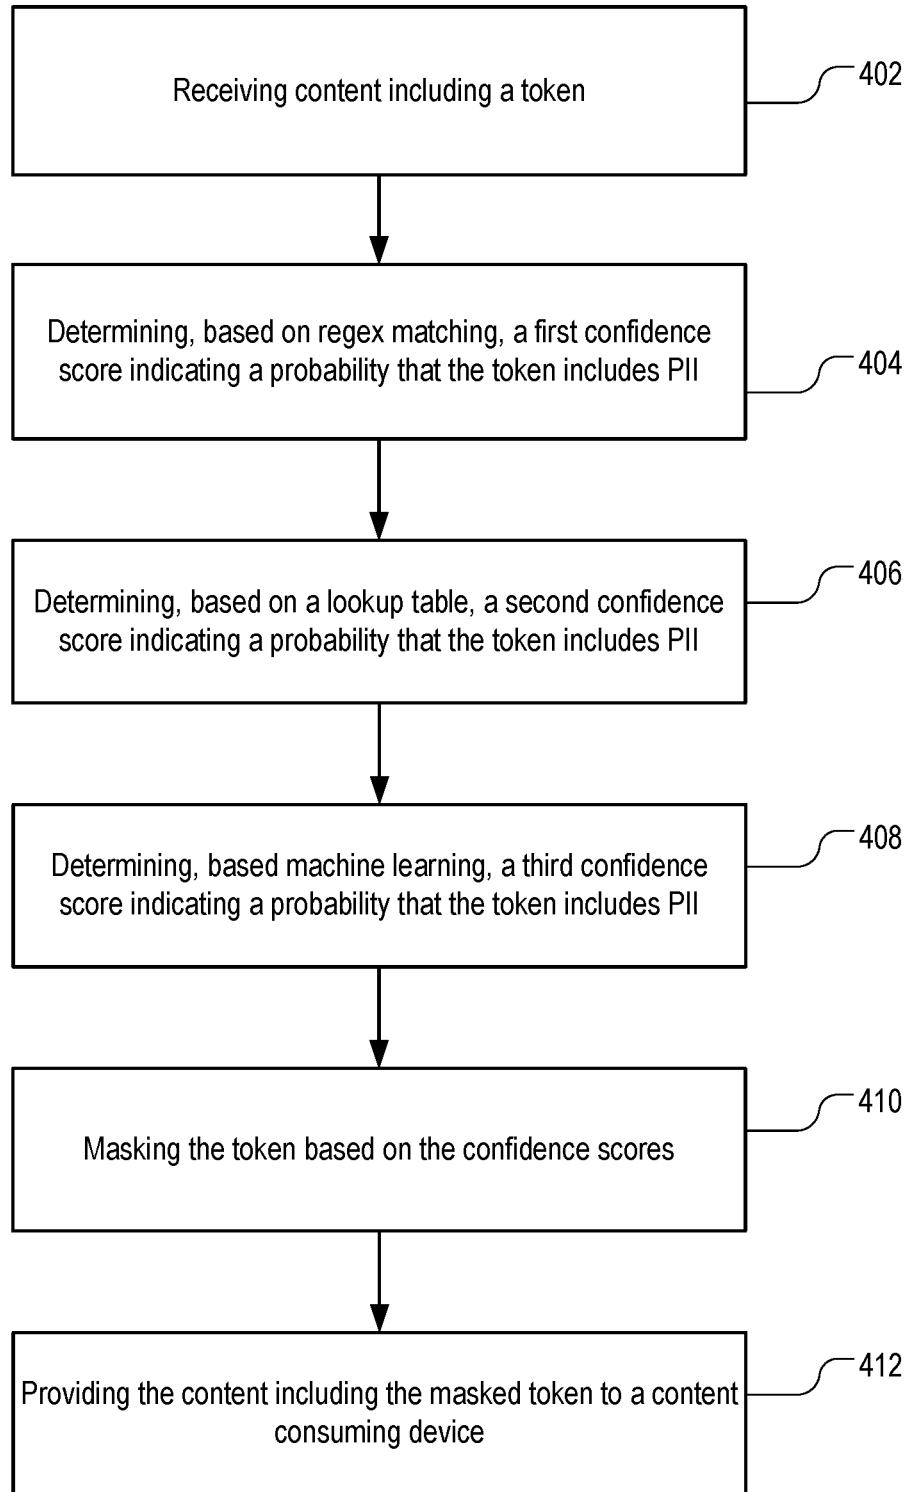 Receiving content including a token
402
Determining, based on regex matching, a first confidence
score indicating a probability that the token includes PII
404
Determining, based on a lookup table, a second confidence
score indicating a probability that the token includes PII
406
Determining, based machine learning, a third confidence
score indicating a probability that the token includes PII
408
Masking the token based on the confidence scores
410
Providing the content including the masked token to a content
consuming device
412